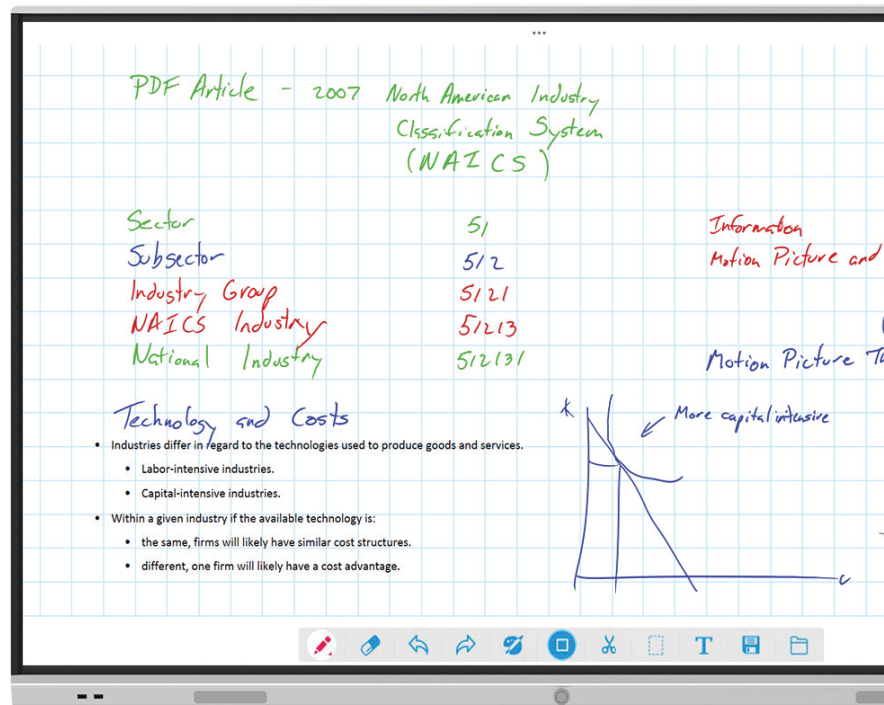 PDF Article - 2007 North American Industry
Classification System
(NAICS)
Sector 51 Information
Subsector 512 Motion Picture and
Industry Group 5121
NAICS Industry 51213
National Industry 512131 Motion Picture
Technology and Costs
• Industries differ in regard to the technologies used to produce goods and services.
• Labor-intensive industries.
• Capital-intensive industries.
• Within a given industry if the available technology is:
• the same, firms will likely have similar cost structures.
• different, one firm will likely have a cost advantage.
K
More capital intensive
L
T